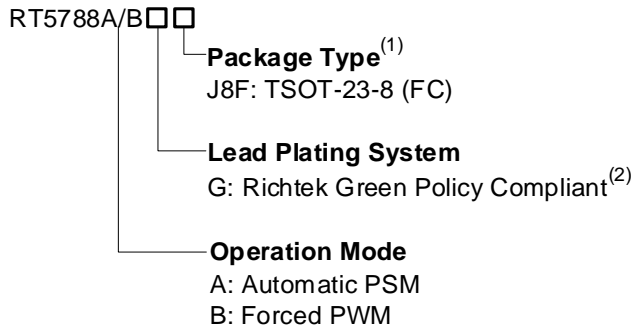 RT5788A/B□□
Package Type(1)
J8F: TSOT-23-8 (FC)
Lead Plating System
G: Richtek Green Policy Compliant(2)
Operation Mode
A: Automatic PSM
B: Forced PWM